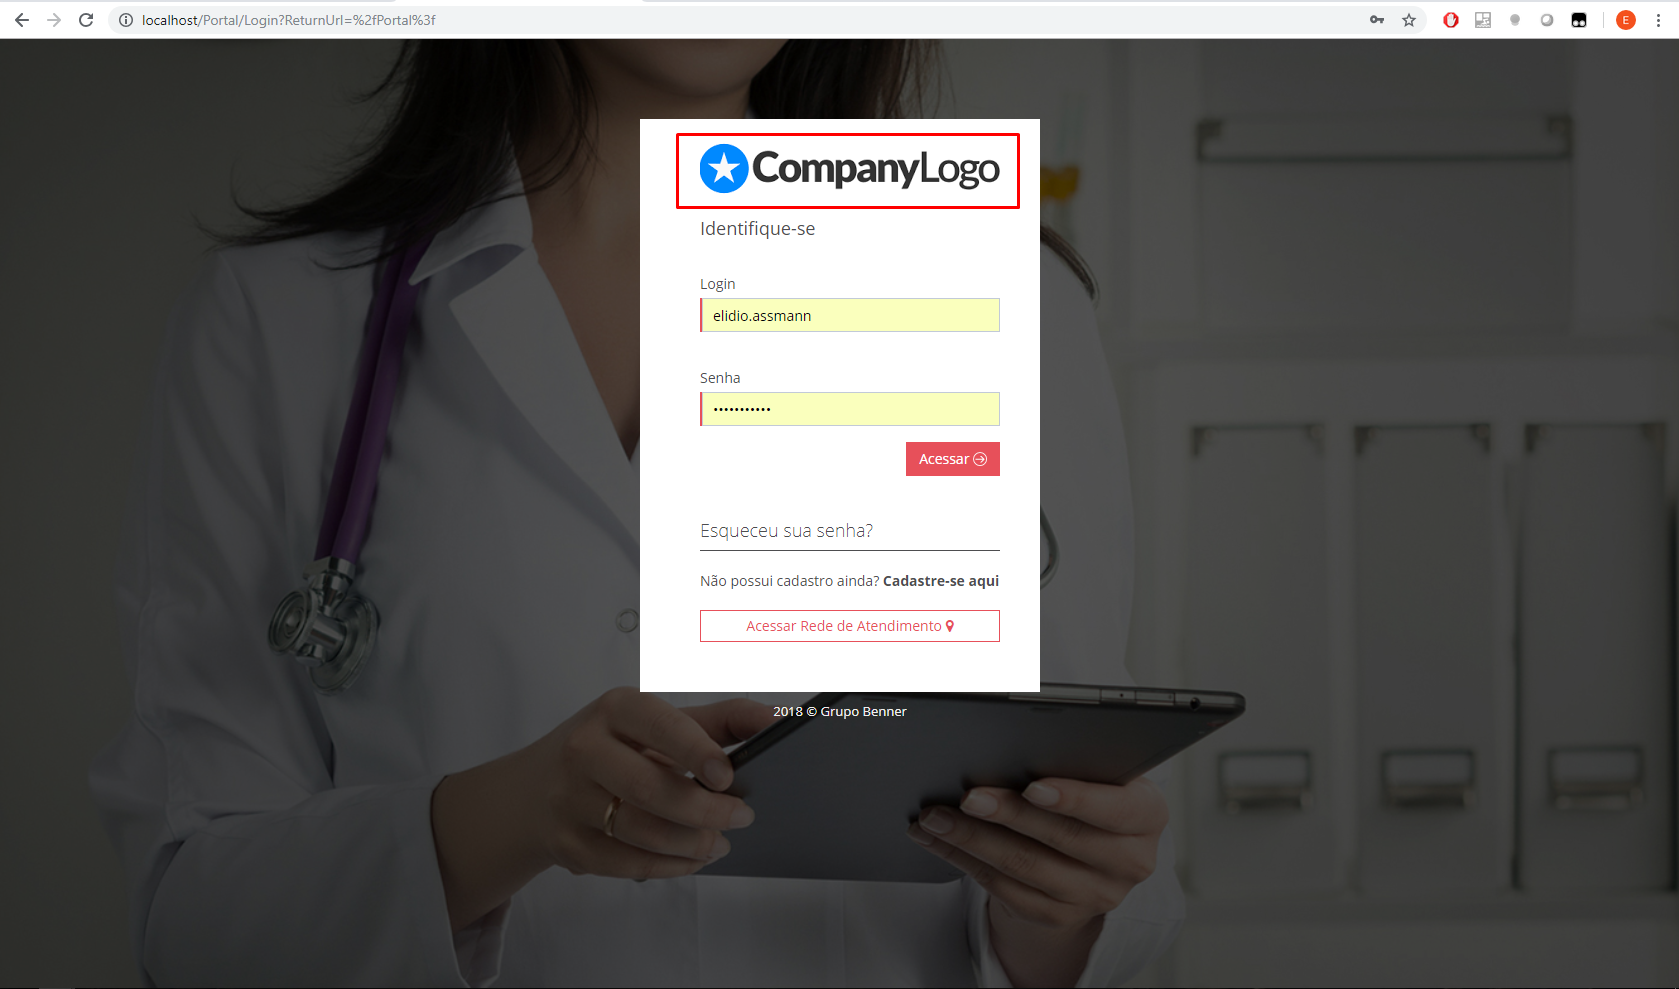 localhost/Portal/Login?ReturnUrl=%2fPortal%3f
E
CompanyLogo
Identifique-se
Login
elidio.assmann
Senha
•••••••••••
Acessar
Esqueceu sua senha?
Não possui cadastro ainda? Cadastre-se aqui
Acessar Rede de Atendimento
2018 © Grupo Benner